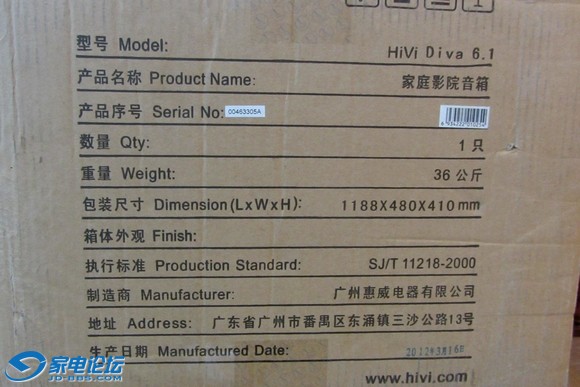 型号 Model: HiVi Diva 6.1
产品名称 Product Name: 家庭影院音箱
产品序号 Serial No: 00463305A
数量 Qty: 1 只
重量 Weight: 36 公斤
包装尺寸 Dimension(LxWxH): 1188X480X410mm
箱体外观 Finish:
执行标准 Production Standard: SJ/T 11218-2000
制造商 Manufacturer: 广州惠威电器有限公司
地址 Address: 广东省广州市番禺区东涌镇三沙公路13号
生产日期 Manufactured Date:
www.hivi.com
家电论坛
JD-BBS.COM